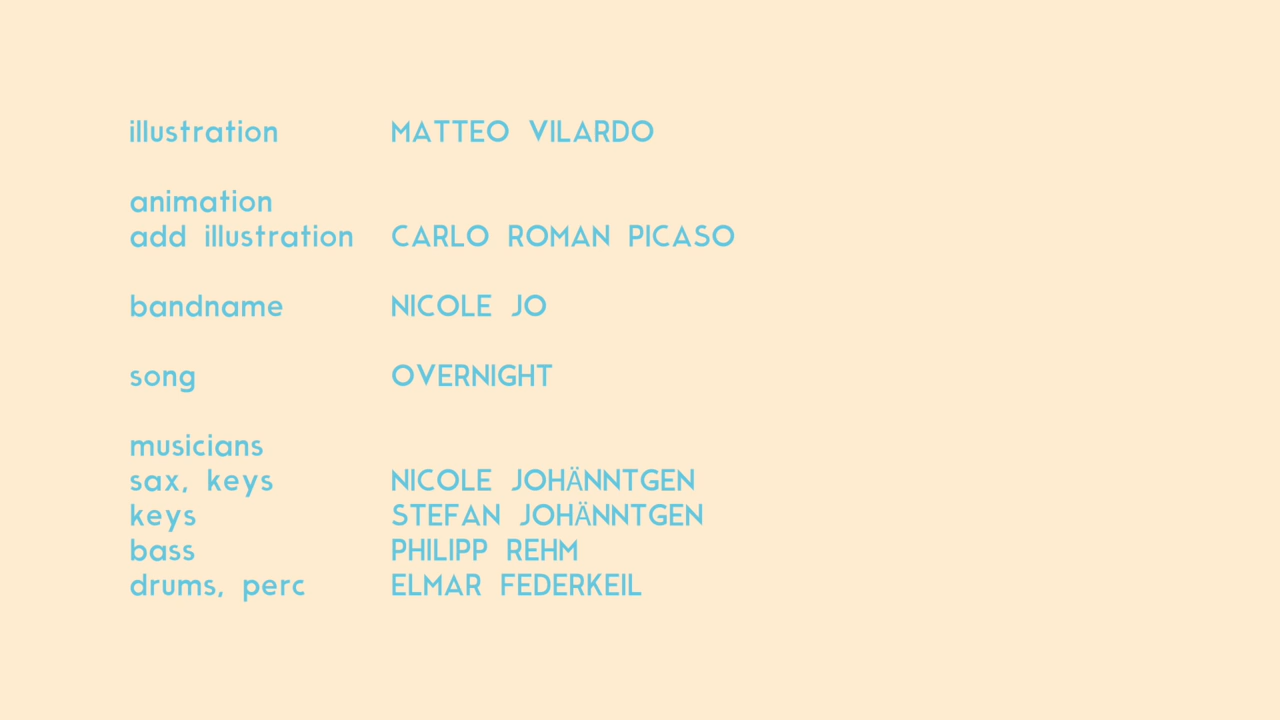 illustration MATTEO VILARDO
animation
add illustration CARLO ROMAN PICASO
bandname NICOLE JO
song OVERNIGHT
musicians
sax, keys NICOLE JOHÄNNTGEN
keys STEFAN JOHÄNNTGEN
bass PHILIPP REHM
drums, perc ELMAR FEDERKEIL